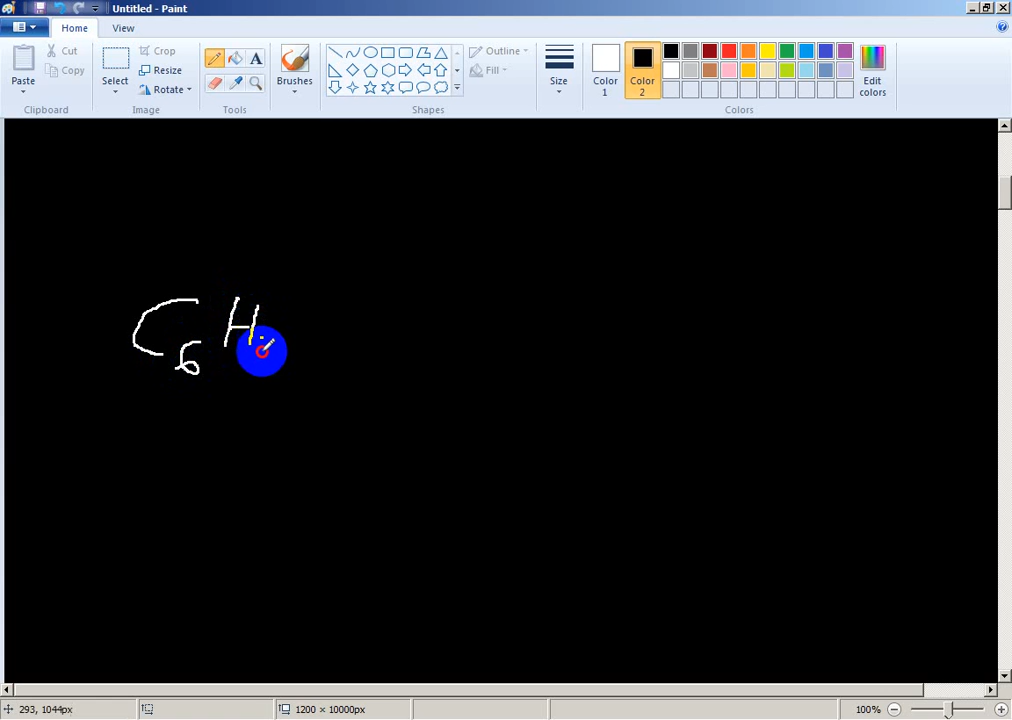 Untitled - Paint
Home View
Paste Cut Copy
Clipboard
Select Crop Resize Rotate
Image
A
Tools
Brushes
Shapes
Outline Fill
Size
Color 1 Color 2
Edit colors
Colors
C6 H
293, 1044px 1200 × 10000px 100%